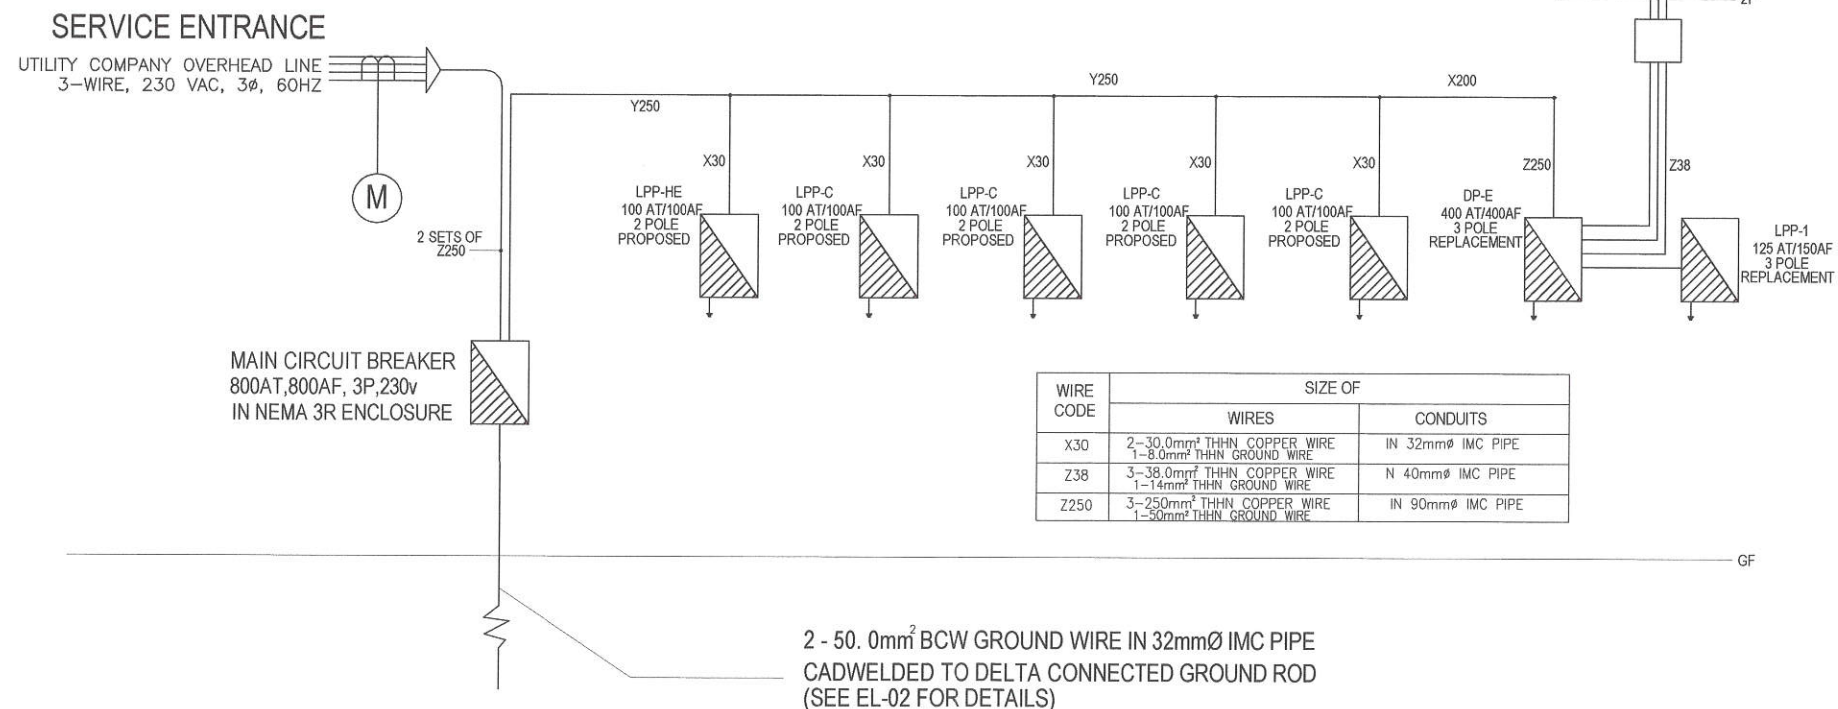 SERVICE ENTRANCE
UTILITY COMPANY OVERHEAD LINE
3-WIRE, 230 VAC, 3ø, 60HZ
M
2 SETS OF
Z250
Y250
Y250
X200
X30
X30
X30
X30
X30
Z250
Z38
LPP-HE
100 AT/100AF
2 POLE
PROPOSED
LPP-C
100 AT/100AF
2 POLE
PROPOSED
LPP-C
100 AT/100AF
2 POLE
PROPOSED
LPP-C
100 AT/100AF
2 POLE
PROPOSED
LPP-C
100 AT/100AF
2 POLE
PROPOSED
DP-E
400 AT/400AF
3 POLE
REPLACEMENT
LPP-1
125 AT/150AF
3 POLE
REPLACEMENT
MAIN CIRCUIT BREAKER
800AT,800AF, 3P,230v
IN NEMA 3R ENCLOSURE
WIRE
CODE
SIZE OF
WIRES
CONDUITS
X30
2-30.0mm² THHN COPPER WIRE
1-8.0mm² THHN GROUND WIRE
IN 32mmø IMC PIPE
Z38
3-38.0mm² THHN COPPER WIRE
1-14mm² THHN GROUND WIRE
N 40mmø IMC PIPE
Z250
3-250mm² THHN COPPER WIRE
1-50mm² THHN GROUND WIRE
IN 90mmø IMC PIPE
GF
2 - 50. 0mm² BCW GROUND WIRE IN 32mmØ IMC PIPE
CADWELDED TO DELTA CONNECTED GROUND ROD
(SEE EL-02 FOR DETAILS)